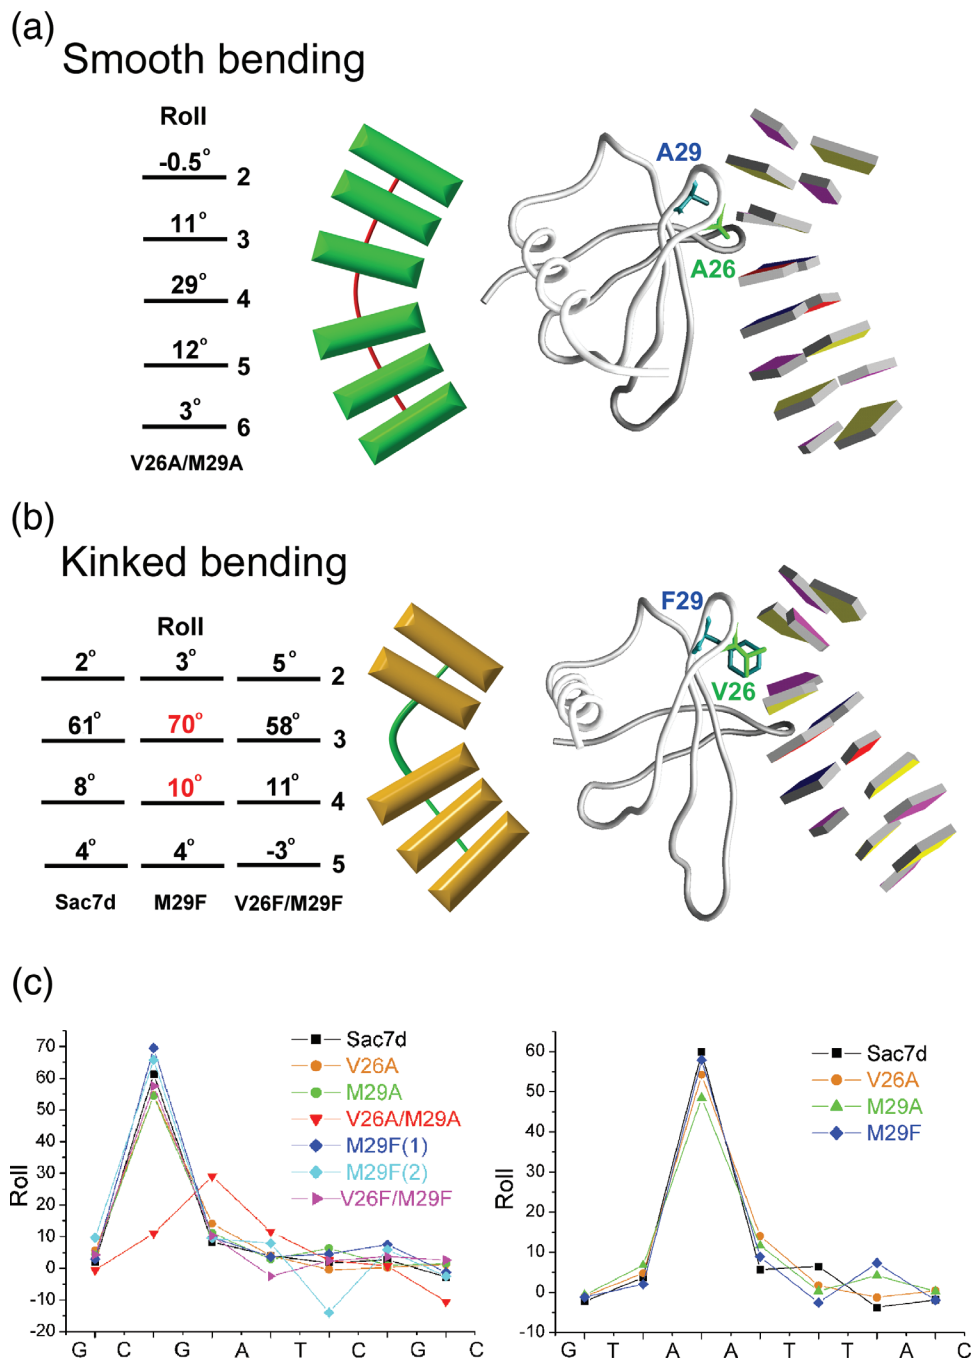 (a)
Smooth bending
Roll
-0.5° 2
11° 3
29° 4
12° 5
3° 6
V26A/M29A
A29
A26
(b)
Kinked bending
Roll
2° 3° 5° 2
61° 70° 58° 3
8° 10° 11° 4
4° 4° -3° 5
Sac7d M29F V26F/M29F
F29
V26
(c)
Roll
70
60
50
40
30
20
10
0
-10
-20
Sac7d
V26A
M29A
V26A/M29A
M29F(1)
M29F(2)
V26F/M29F
G C G A T C G C
Roll
60
50
40
30
20
10
0
-10
Sac7d
V26A
M29A
M29F
G T A A T T A C